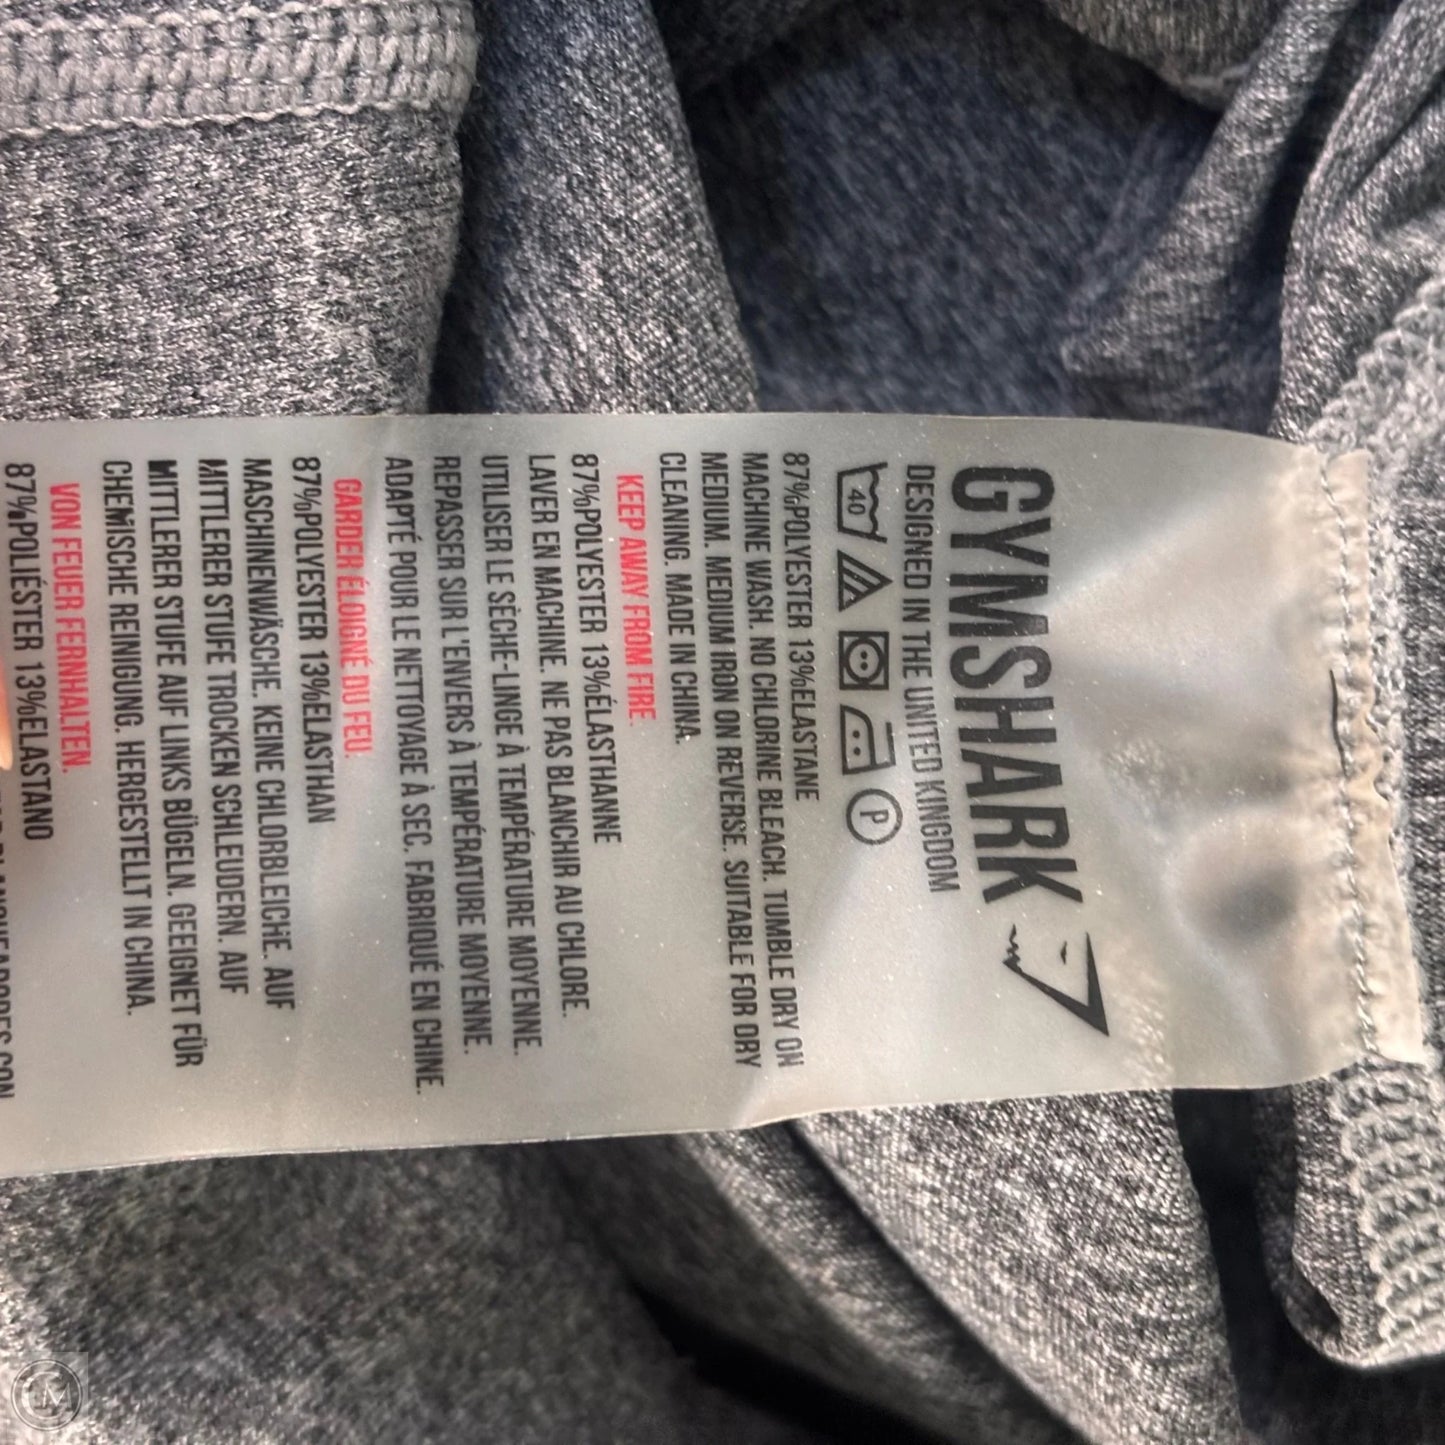 GYMSHARK
DESIGNED IN THE UNITED KINGDOM
40
P
87%POLYESTER 13%ELASTANE
MACHINE WASH. NO CHLORINE BLEACH. TUMBLE DRY ON
MEDIUM. MEDIUM IRON ON REVERSE. SUITABLE FOR DRY
CLEANING. MADE IN CHINA.
KEEP AWAY FROM FIRE.
87%POLYESTER 13%ÉLASTHANNE
LAVER EN MACHINE. NE PAS BLANCHIR AU CHLORE.
UTILISER LE SÈCHE-LINGE À TEMPÉRATURE MOYENNE.
REPASSER SUR L'ENVERS À TEMPÉRATURE MOYENNE.
ADAPTÉ POUR LE NETTOYAGE À SEC. FABRIQUÉ EN CHINE.
GARDER ÉLOIGNÉ DU FEU.
87%POLYESTER 13%ELASTHAN
MASCHINENWÄSCHE. KEINE CHLORBLEICHE. AUF
MITTLERER STUFE TROCKEN SCHLEUDERN. AUF
MITTLERER STUFE AUF LINKS BÜGELN. GEEIGNET FÜR
CHEMISCHE REINIGUNG. HERGESTELLT IN CHINA.
VON FEUER FERNHALTEN.
87%POLIÉSTER 13%ELASTANO